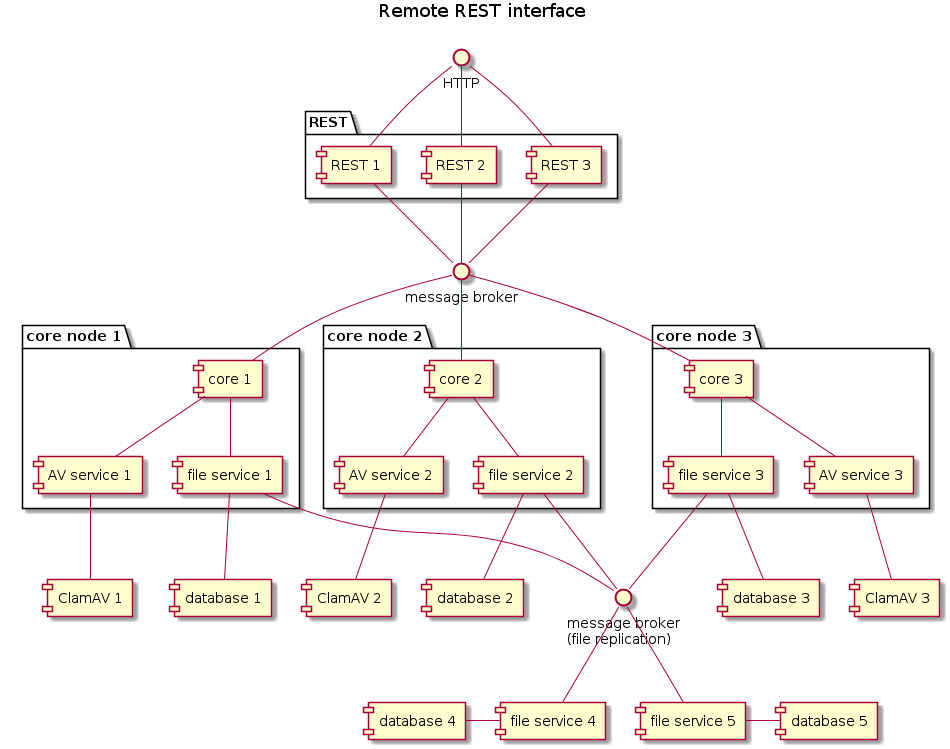 Remote REST interface
HTTP
REST
REST 1
REST 2
REST 3
message broker
core node 1
core node 2
core node 3
core 1
core 2
core 3
AV service 1
file service 1
AV service 2
file service 2
file service 3
AV service 3
ClamAV 1
database 1
ClamAV 2
database 2
database 3
ClamAV 3
message broker
(file replication)
database 4
file service 4
file service 5
database 5